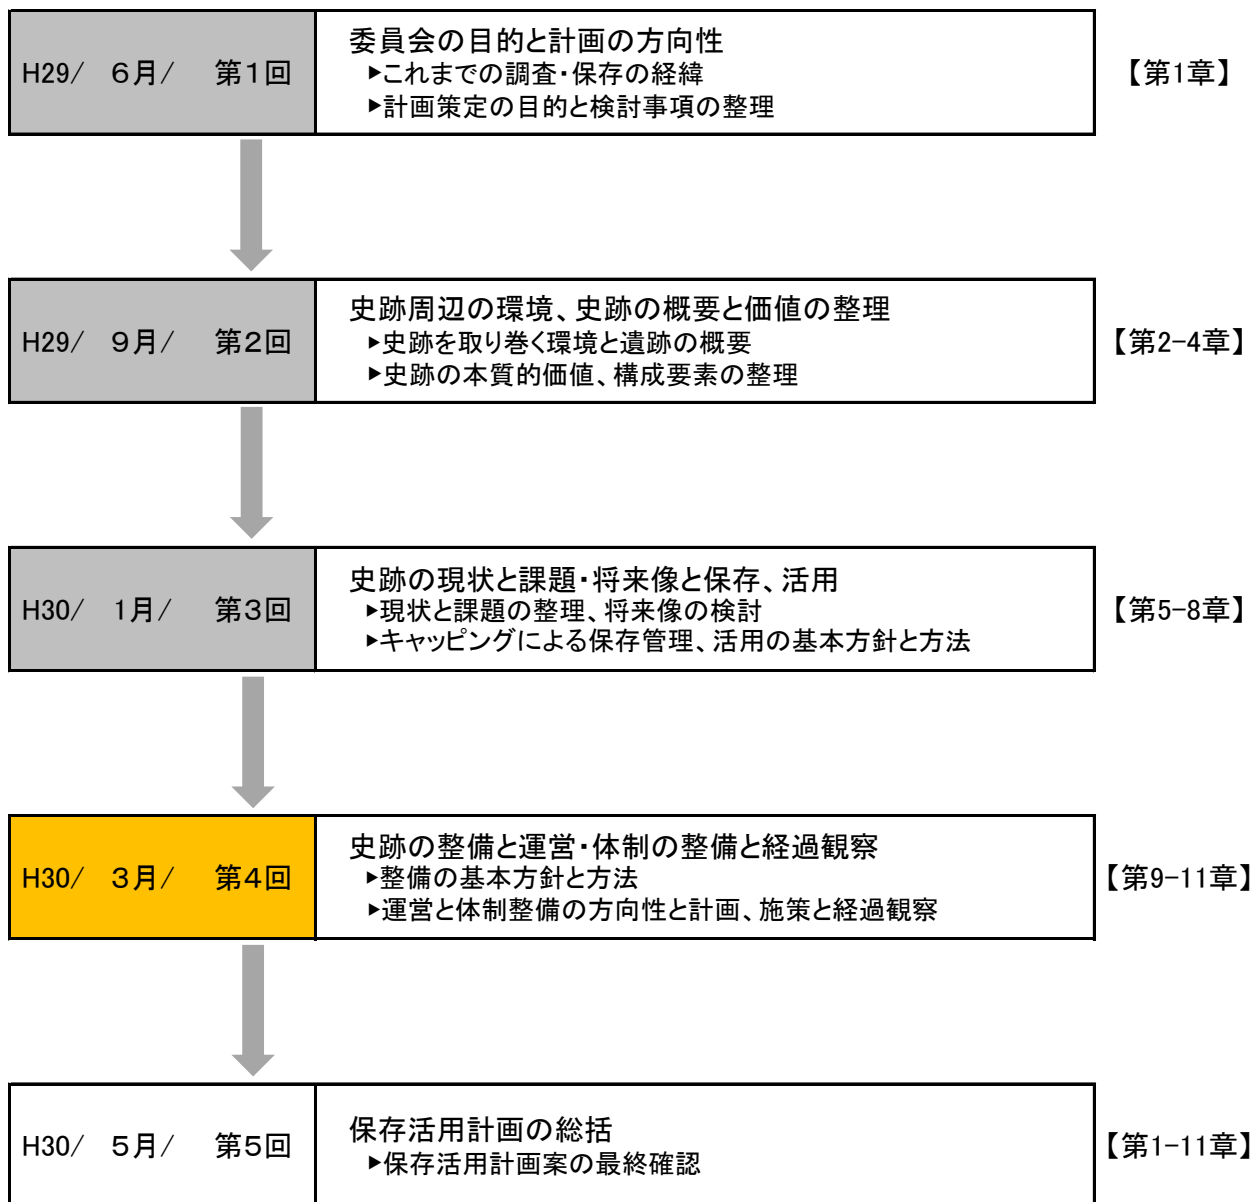 委員会の目的と計画の方向性
H29/ 6月/ 第1回
▶これまでの調査・保存の経緯
【第1章】
▶計画策定の目的と検討事項の整理
史跡周辺の環境、史跡の概要と価値の整理
H29/ 9月/ 第2回
▶史跡を取り巻く環境と遺跡の概要
【第2-4章】
▶史跡の本質的価値、構成要素の整理
史跡の現状と課題・将来像と保存、活用
H30/ 1月/ 第3回
▶現状と課題の整理、将来像の検討
【第5-8章】
▶キャッピングによる保存管理、活用の基本方針と方法
史跡の整備と運営・体制の整備と経過観察
H30/ 3月/ 第4回
▶整備の基本方針と方法
【第9-11章】
▶運営と体制整備の方向性と計画、施策と経過観察
保存活用計画の総括
H30/ 5月/ 第5回
▶保存活用計画案の最終確認
【第1-11章】